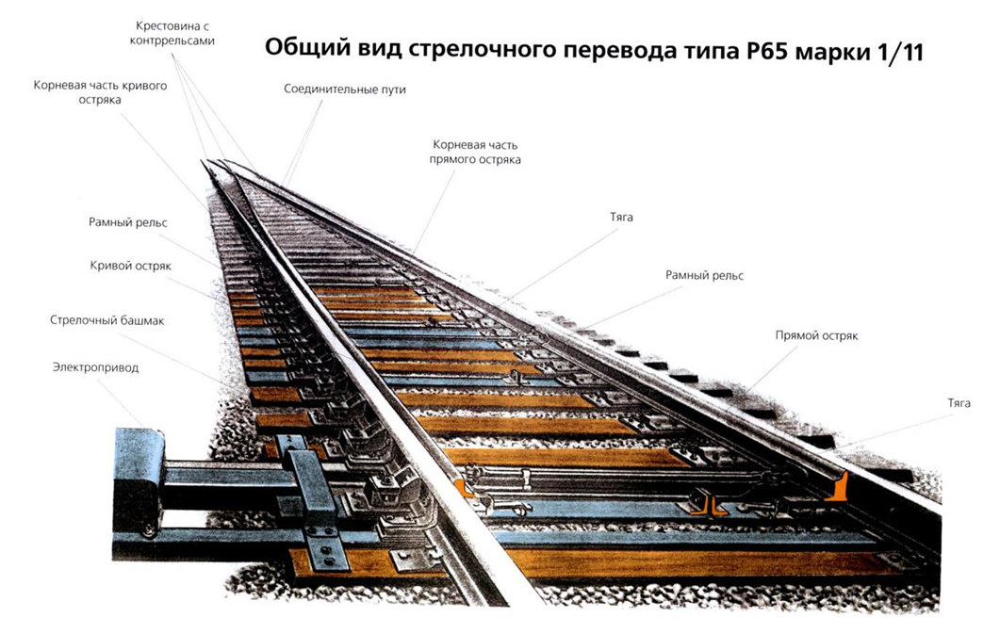 Крестовина с
контррельсами
Общий вид стрелочного перевода типа Р65 марки 1/11
Корневая часть кривого
остряка
Соединительные пути
Корневая часть
прямого остряка
Рамный рельс
Тяга
Кривой остряк
Рамный рельс
Стрелочный башмак
Прямой остряк
Электропривод
Тяга